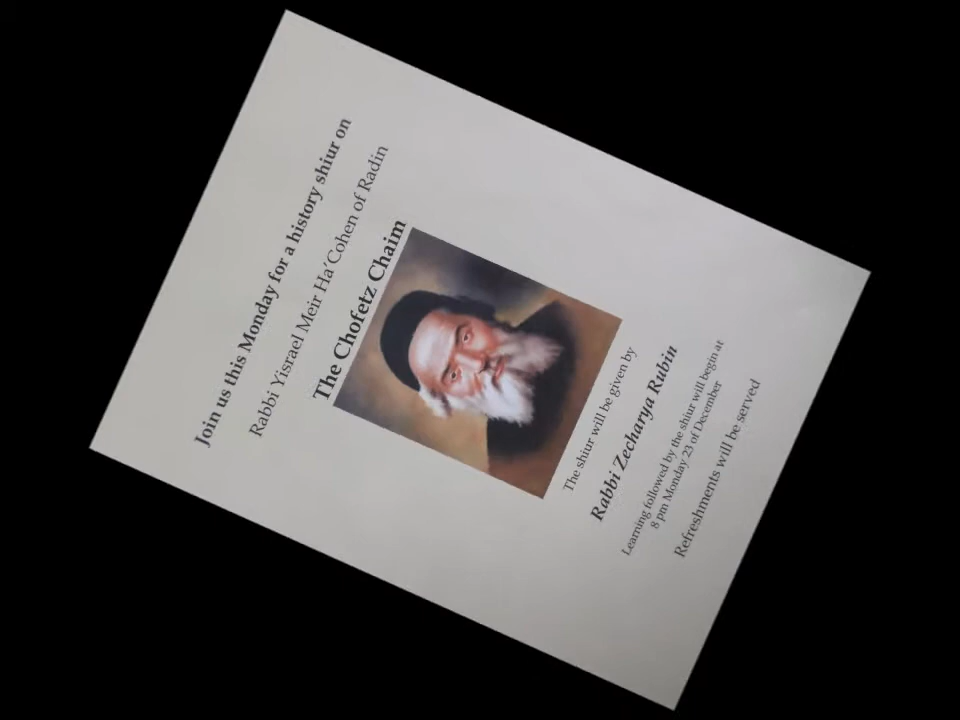 Join us this Monday for a history shiur on
Rabbi Yisrael Meir Ha'Cohen of Radin
The Chofetz Chaim
The shiur will be given by
Rabbi Zecharya Rubin
Learning followed by the shiur will begin at
8 pm Monday 23 of December
Refreshments will be served